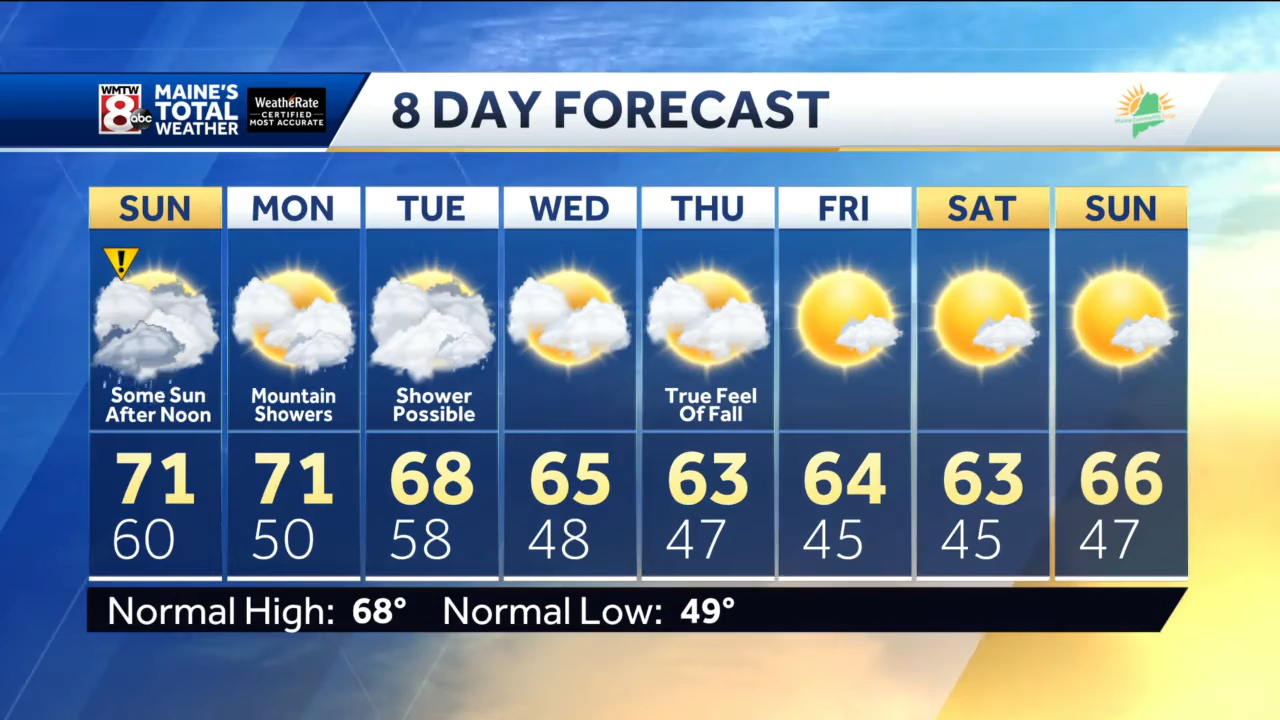 WMTW
8
abc
MAINE'S
TOTAL
WEATHER
WeatheRate
CERTIFIED
MOST ACCURATE
8 DAY FORECAST
SUN MON TUE WED THU FRI SAT SUN
!
Some Sun
After Noon
Mountain
Showers
Shower
Possible
True Feel
Of Fall
71 71 68 65 63 64 63 66
60 50 58 48 47 45 45 47
Normal High: 68° Normal Low: 49°